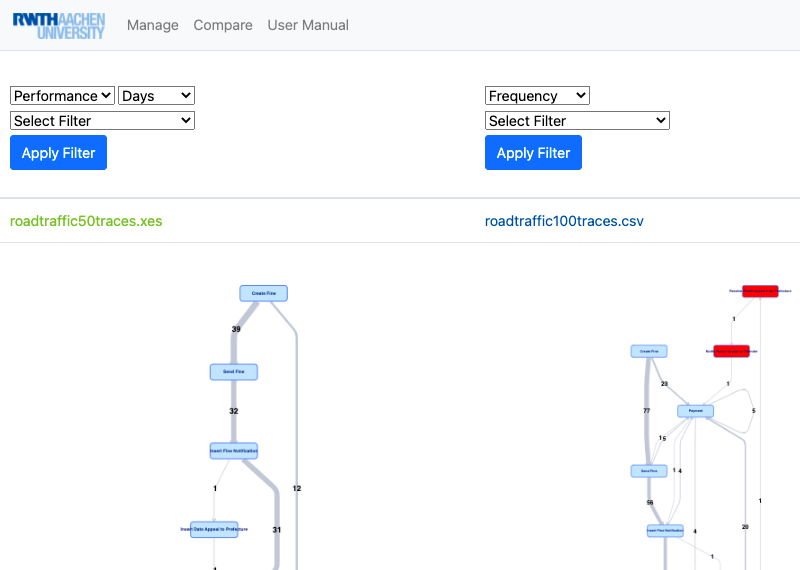 RWTH AACHEN UNIVERSITY
Manage Compare User Manual
Performance Days
Select Filter
Apply Filter
Frequency
Select Filter
Apply Filter
roadtraffic50traces.xes
roadtraffic100traces.csv
Create Fine
39
Send Fine
32
Insert Fine Notification
1
12
Insert Date Appeal to Prefecture
31
1
1
Create Fine
1
23
Payment
77
5
1 6
Send Fine
1 4
56
1
Insert Fine Notification
4
20
1